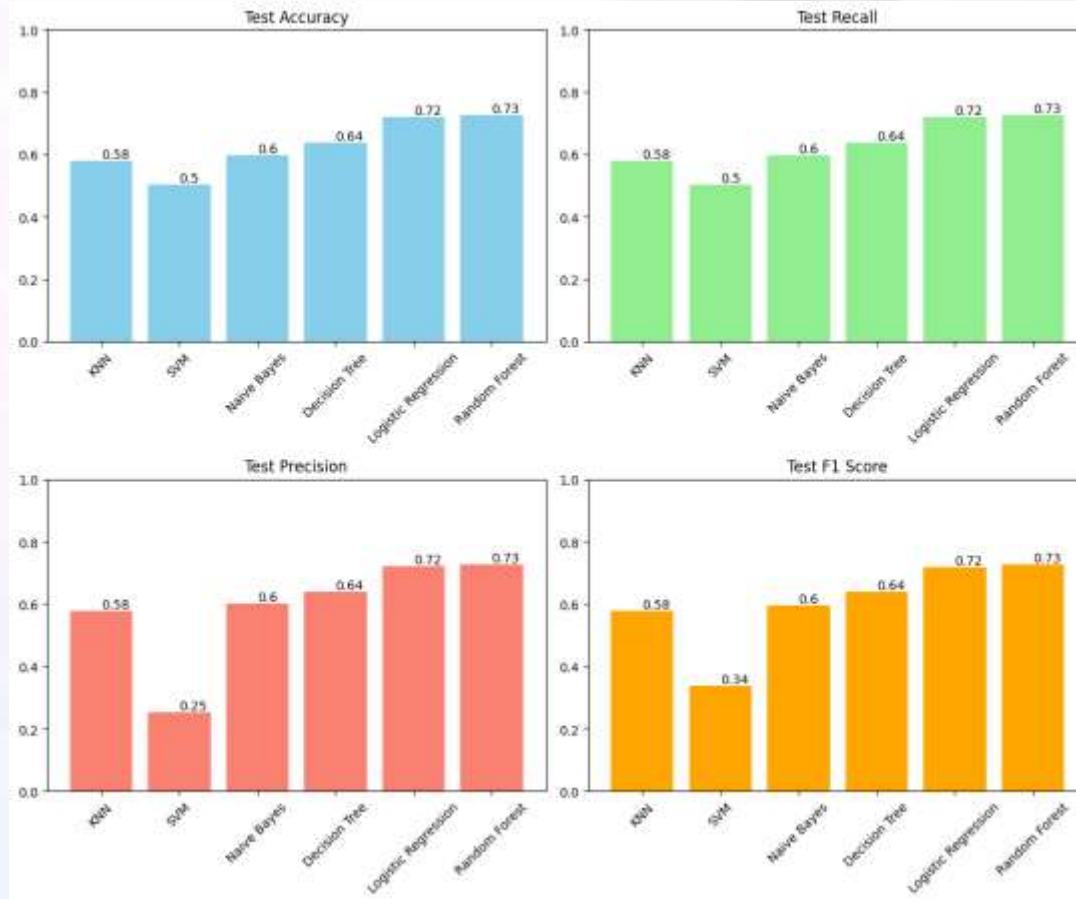 Test Accuracy
1.0
0.8
0.6
0.4
0.2
0.0
0.58
0.5
0.6
0.64
0.72
0.73
KNN
SVM
Naive Bayes
Decision Tree
Logistic Regression
Random Forest
Test Recall
1.0
0.8
0.6
0.4
0.2
0.0
0.58
0.5
0.6
0.64
0.72
0.73
KNN
SVM
Naive Bayes
Decision Tree
Logistic Regression
Random Forest
Test Precision
1.0
0.8
0.6
0.4
0.2
0.0
0.58
0.25
0.6
0.64
0.72
0.73
KNN
SVM
Naive Bayes
Decision Tree
Logistic Regression
Random Forest
Test F1 Score
1.0
0.8
0.6
0.4
0.2
0.0
0.58
0.34
0.6
0.64
0.72
0.73
KNN
SVM
Naive Bayes
Decision Tree
Logistic Regression
Random Forest